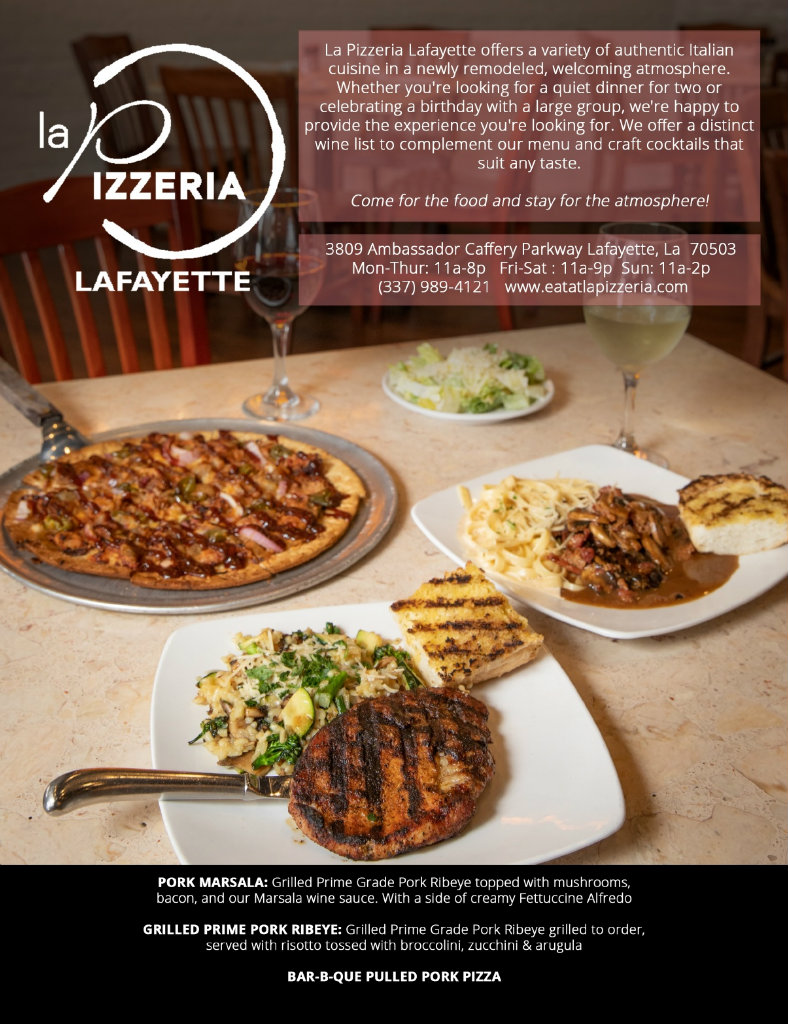 la PIZZERIA
LAFAYETTE
La Pizzeria Lafayette offers a variety of authentic Italian
cuisine in a newly remodeled, welcoming atmosphere.
Whether you're looking for a quiet dinner for two or
celebrating a birthday with a large group, we're happy to
provide the experience you're looking for. We offer a distinct
wine list to complement our menu and craft cocktails that
suit any taste.
Come for the food and stay for the atmosphere!
3809 Ambassador Caffery Parkway Lafayette, La 70503
Mon-Thur: 11a-8p Fri-Sat : 11a-9p Sun: 11a-2p
(337) 989-4121 www.eatatlapizzeria.com
PORK MARSALA: Grilled Prime Grade Pork Ribeye topped with mushrooms,
bacon, and our Marsala wine sauce. With a side of creamy Fettuccine Alfredo
GRILLED PRIME PORK RIBEYE: Grilled Prime Grade Pork Ribeye grilled to order,
served with risotto tossed with broccolini, zucchini & arugula
BAR-B-QUE PULLED PORK PIZZA